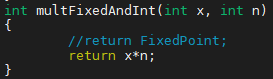 int multFixedAndInt(int x, int n)
{
        //return FixedPoint;
        return x*n;
}